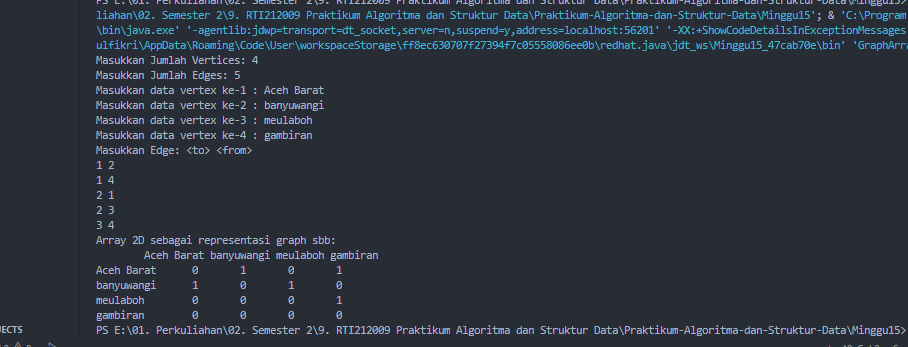 PS E:\01. Perkuliahan\02. Semester 2\9. RTI212009 Praktikum Algoritma dan Struktur Data\Praktikum-Algoritma-dan-Struktur-Data\Minggu15>
liahan\02. Semester 2\9. RTI212009 Praktikum Algoritma dan Struktur Data\Praktikum-Algoritma-dan-Struktur-Data\Minggu15'; & 'C:\Program
\bin\java.exe' '-agentlib:jdwp=transport=dt_socket,server=n,suspend=y,address=localhost:56201' '-XX:+ShowCodeDetailsInExceptionMessages
ulfikri\AppData\Roaming\Code\User\workspaceStorage\ff8ec630707f27394f7c05558086ee0b\redhat.java\jdt_ws\Minggu15_47cab70e\bin' 'GraphArra
Masukkan Jumlah Vertices: 4
Masukkan Jumlah Edges: 5
Masukkan data vertex ke-1 : Aceh Barat
Masukkan data vertex ke-2 : banyuwangi
Masukkan data vertex ke-3 : meulaboh
Masukkan data vertex ke-4 : gambiran
Masukkan Edge: <to> <from>
1 2
1 4
2 1
2 3
3 4
Array 2D sebagai representasi graph sbb:
Aceh Barat banyuwangi meulaboh gambiran
Aceh Barat 0 1 0 1
banyuwangi 1 0 1 0
meulaboh 0 0 0 1
gambiran 0 0 0 0
PS E:\01. Perkuliahan\02. Semester 2\9. RTI212009 Praktikum Algoritma dan Struktur Data\Praktikum-Algoritma-dan-Struktur-Data\Minggu15>
JECTS